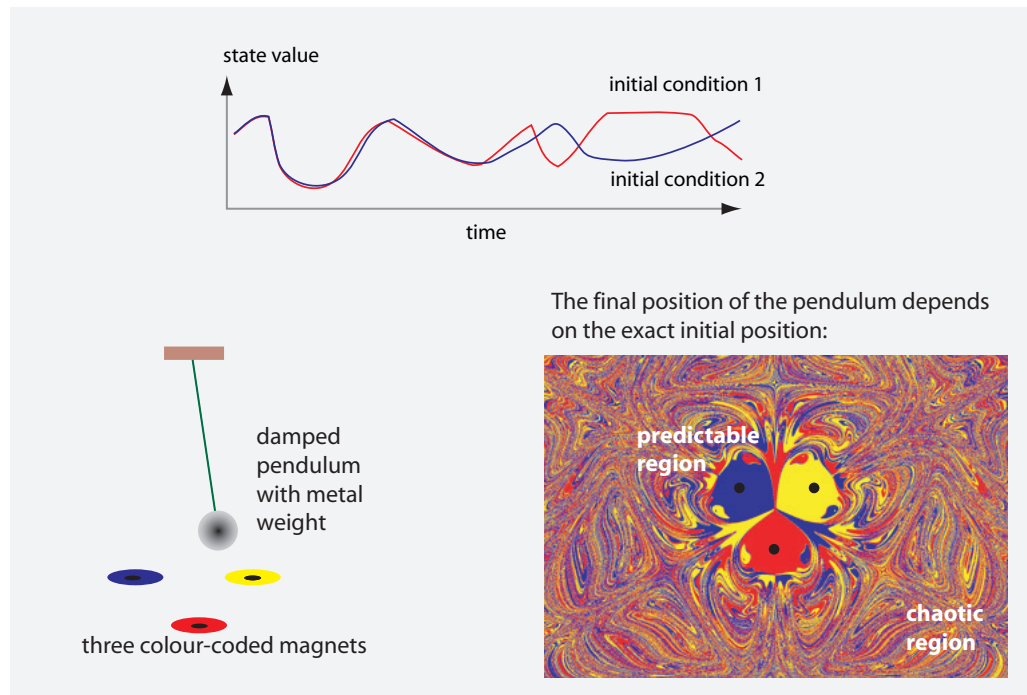 state value
initial condition 1
initial condition 2
time
The final position of the pendulum depends
on the exact initial position:
damped
pendulum
with metal
weight
three colour-coded magnets
predictable
region
chaotic
region